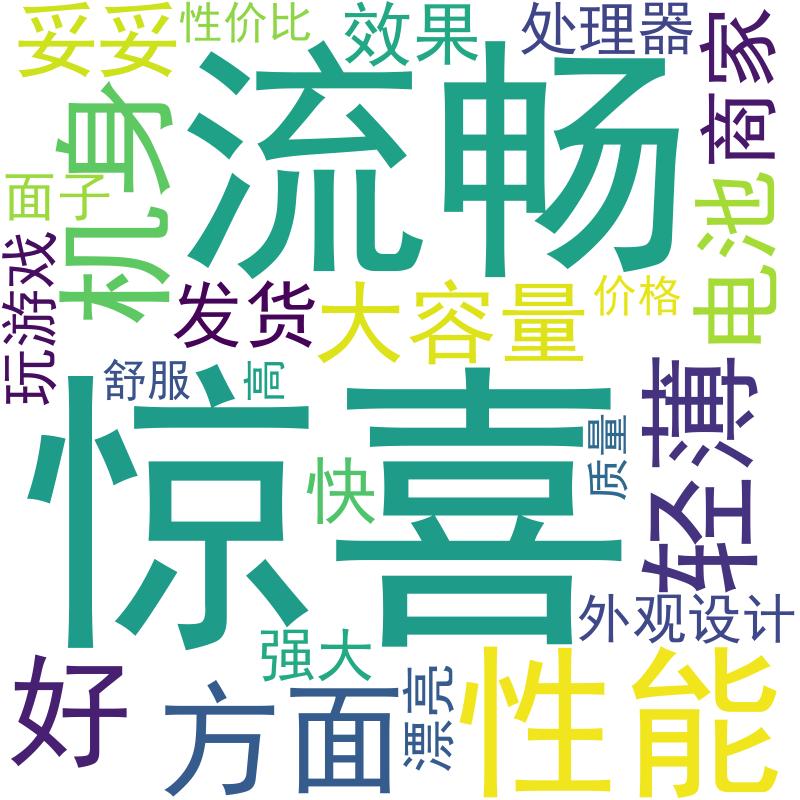 妥妥
性价比
效果
处理器
商家
流畅
机身
面子
电池
玩游戏
发货
大容量
价格
舒服
高
惊喜
轻薄
快
质量
外观设计
强大
好
方面
漂亮
性能